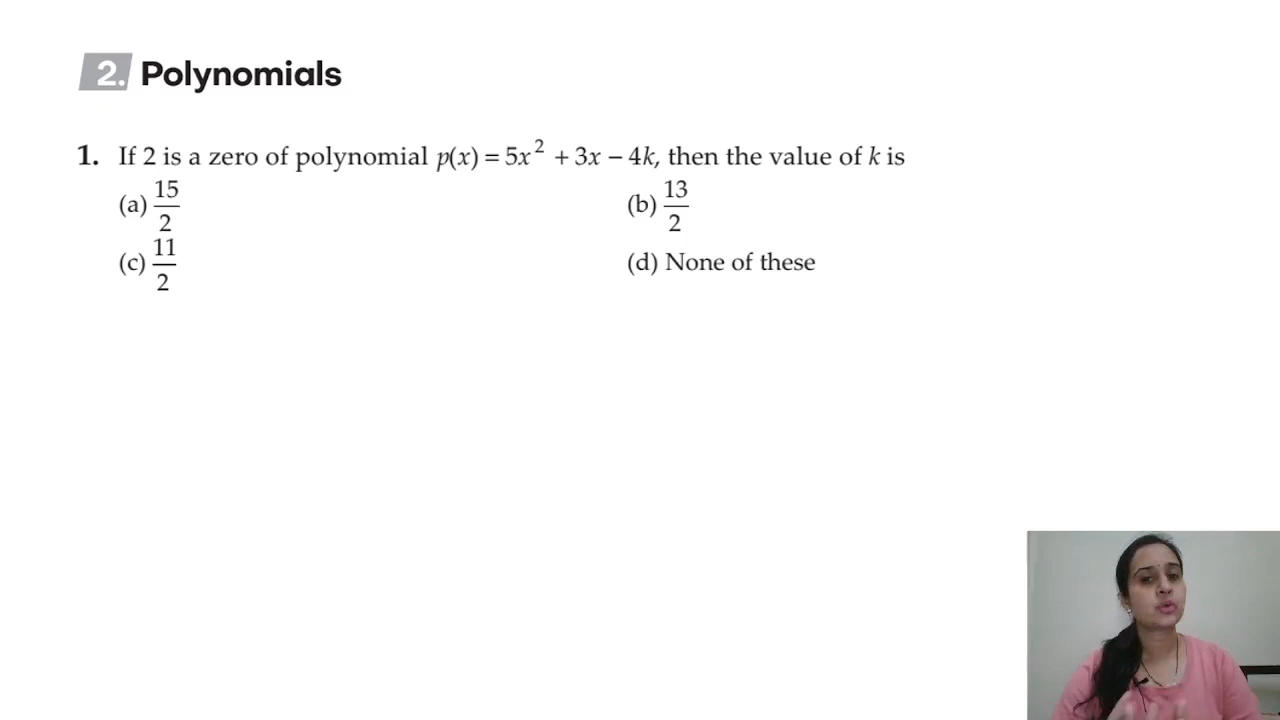 2. Polynomials
1. If 2 is a zero of polynomial p(x) = 5x² + 3x – 4k, then the value of k is
(a) 15/2 (b) 13/2
(c) 11/2 (d) None of these